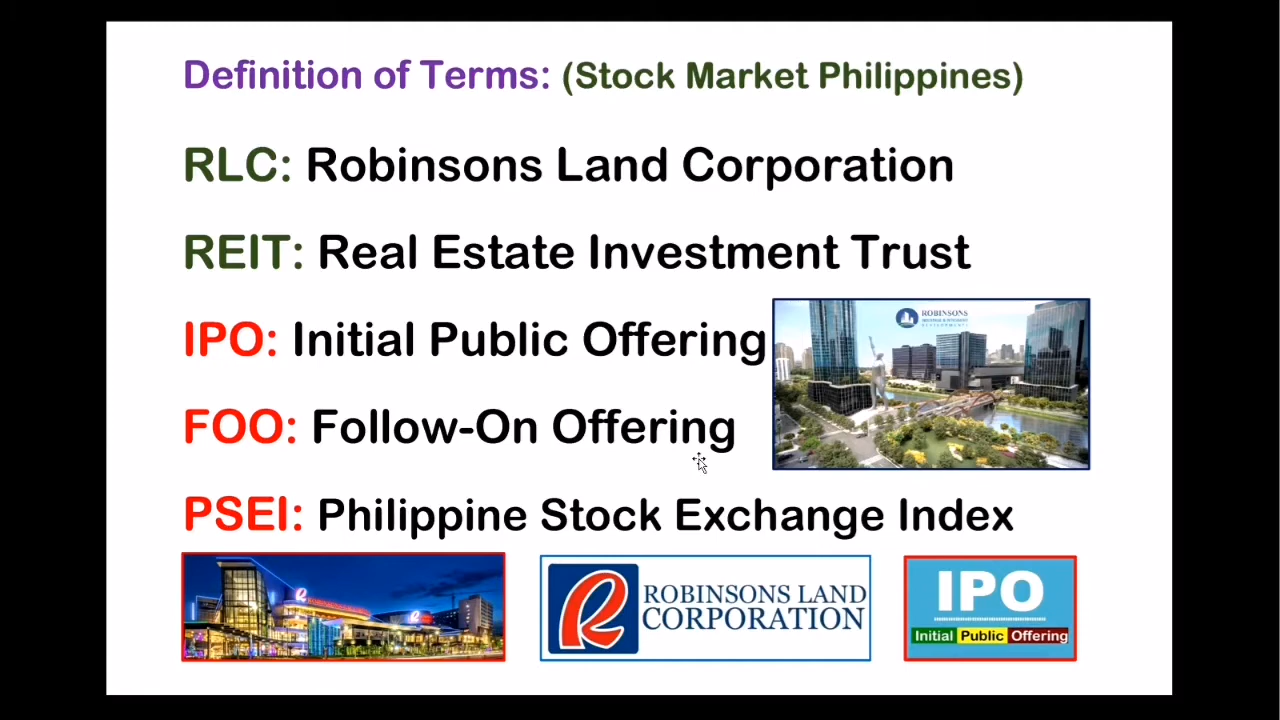 Definition of Terms: (Stock Market Philippines)
RLC: Robinsons Land Corporation
REIT: Real Estate Investment Trust
IPO: Initial Public Offering
ROBINSONS
FOO: Follow-On Offering
PSEI: Philippine Stock Exchange Index
R
R ROBINSONS LAND
CORPORATION
IPO
Initial Public Offering